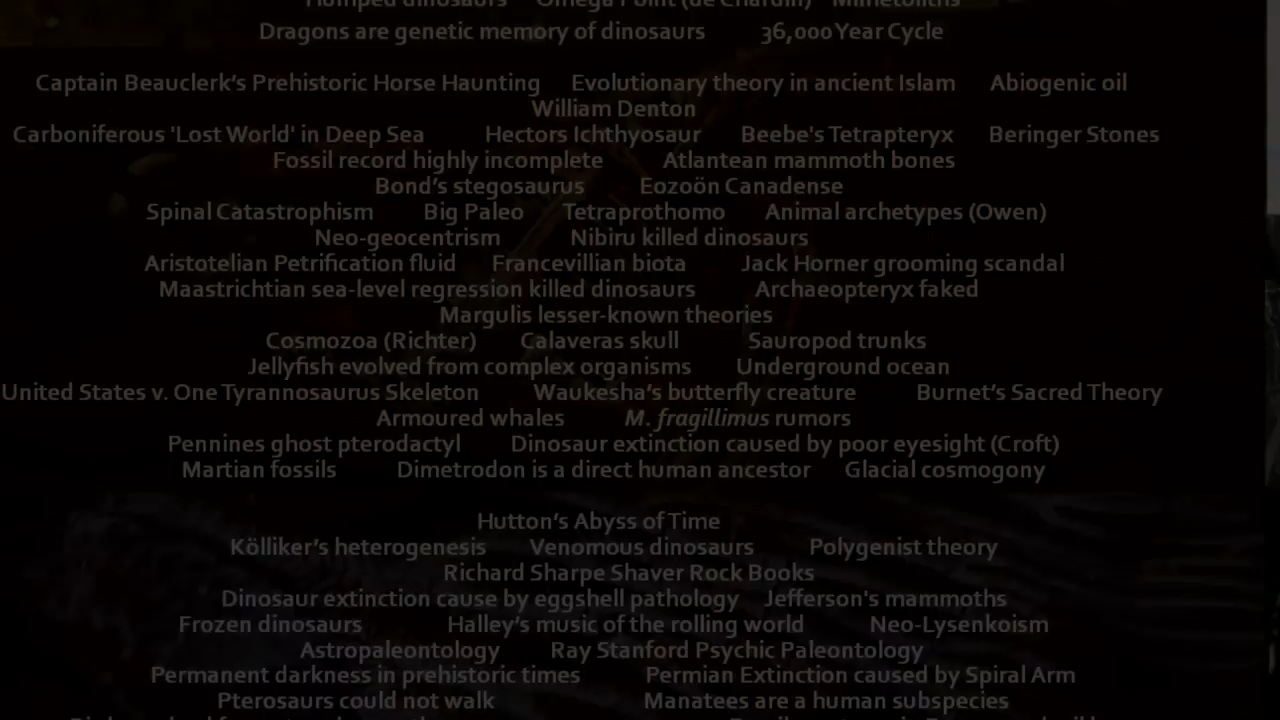 Humped dinosaurs Omega Point (de Chardin) Mimetoliths
Dragons are genetic memory of dinosaurs 36,000 Year Cycle
Captain Beauclerk’s Prehistoric Horse Haunting Evolutionary theory in ancient Islam Abiogenic oil
William Denton
Carboniferous 'Lost World' in Deep Sea Hectors Ichthyosaur Beebe's Tetrapteryx Beringer Stones
Fossil record highly incomplete Atlantean mammoth bones
Bond’s stegosaurus Eozoön Canadense
Spinal Catastrophism Big Paleo Tetraprothomo Animal archetypes (Owen)
Neo-geocentrism Nibiru killed dinosaurs
Aristotelian Petrification fluid Francevillian biota Jack Horner grooming scandal
Maastrichtian sea-level regression killed dinosaurs Archaeopteryx faked
Margulis lesser-known theories
Cosmozoa (Richter) Calaveras skull Sauropod trunks
Jellyfish evolved from complex organisms Underground ocean
United States v. One Tyrannosaurus Skeleton Waukesha’s butterfly creature Burnet’s Sacred Theory
Armoured whales M. fragillimus rumors
Pennines ghost pterodactyl Dinosaur extinction caused by poor eyesight (Croft)
Martian fossils Dimetrodon is a direct human ancestor Glacial cosmogony
Hutton’s Abyss of Time
Kölliker’s heterogenesis Venomous dinosaurs Polygenist theory
Richard Sharpe Shaver Rock Books
Dinosaur extinction cause by eggshell pathology Jefferson's mammoths
Frozen dinosaurs Halley’s music of the rolling world Neo-Lysenkoism
Astropaleontology Ray Stanford Psychic Paleontology
Permanent darkness in prehistoric times Permian Extinction caused by Spiral Arm
Pterosaurs could not walk Manatees are a human subspecies